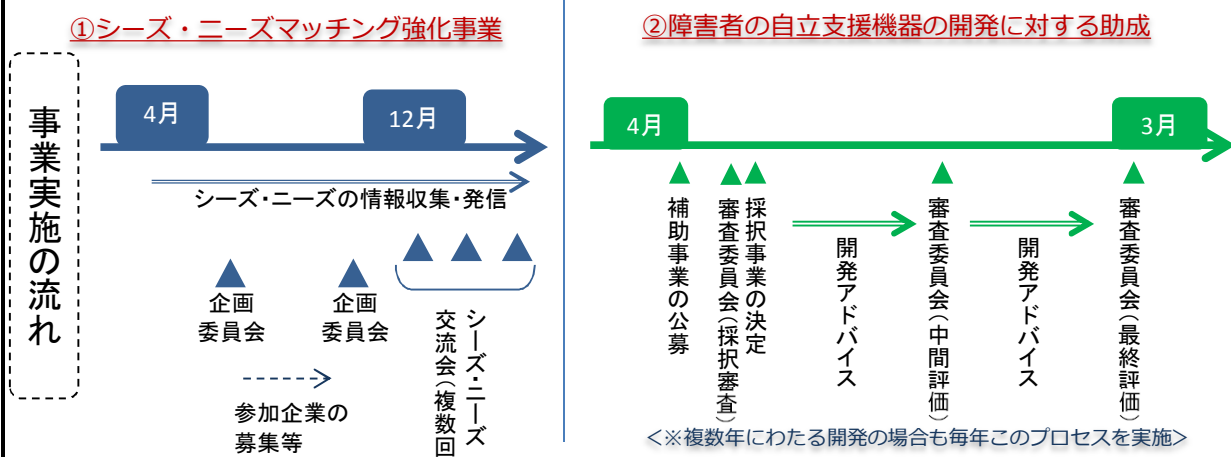 ①シーズ・ニーズマッチング強化事業
事業実施の流れ
4月
12月
シーズ・ニーズの情報収集・発信
企画
委員会
企画
委員会
参加企業の
募集等
シーズ・ニーズ
交流会(複数回
②障害者の自立支援機器の開発に対する助成
4月
3月
補助事業の公募
審査委員会(採択審査)
採択事業の決定
開発アドバイス
審査委員会(中間評価)
開発アドバイス
審査委員会(最終評価)
<※複数年にわたる開発の場合も毎年このプロセスを実施>